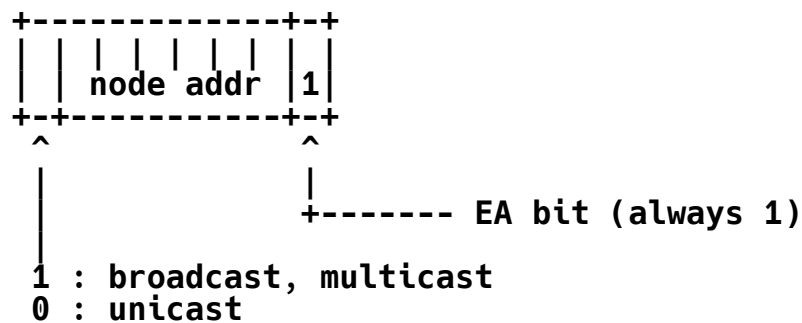 node addr 1
EA bit (always 1)
1 : broadcast, multicast
0 : unicast